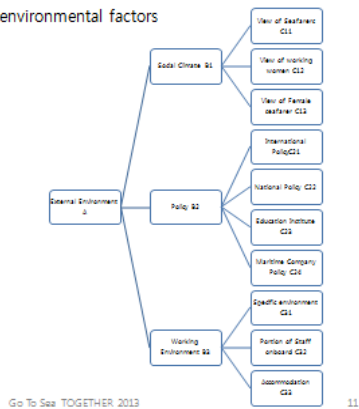 environmental factors
View of Seafarers
C11
Social Climate B1
View of working
women C12
View of Female
seafarer C13
International
PolicyC21
National Policy C22
External Environment
A
Policy B2
Education Institute
C23
Maritime Company
Policy C24
Specific environment
C31
Working
Environment B3
Portion of Staff
onboard C32
Accommodation
C33
Go To Sea TOGETHER 2013
11